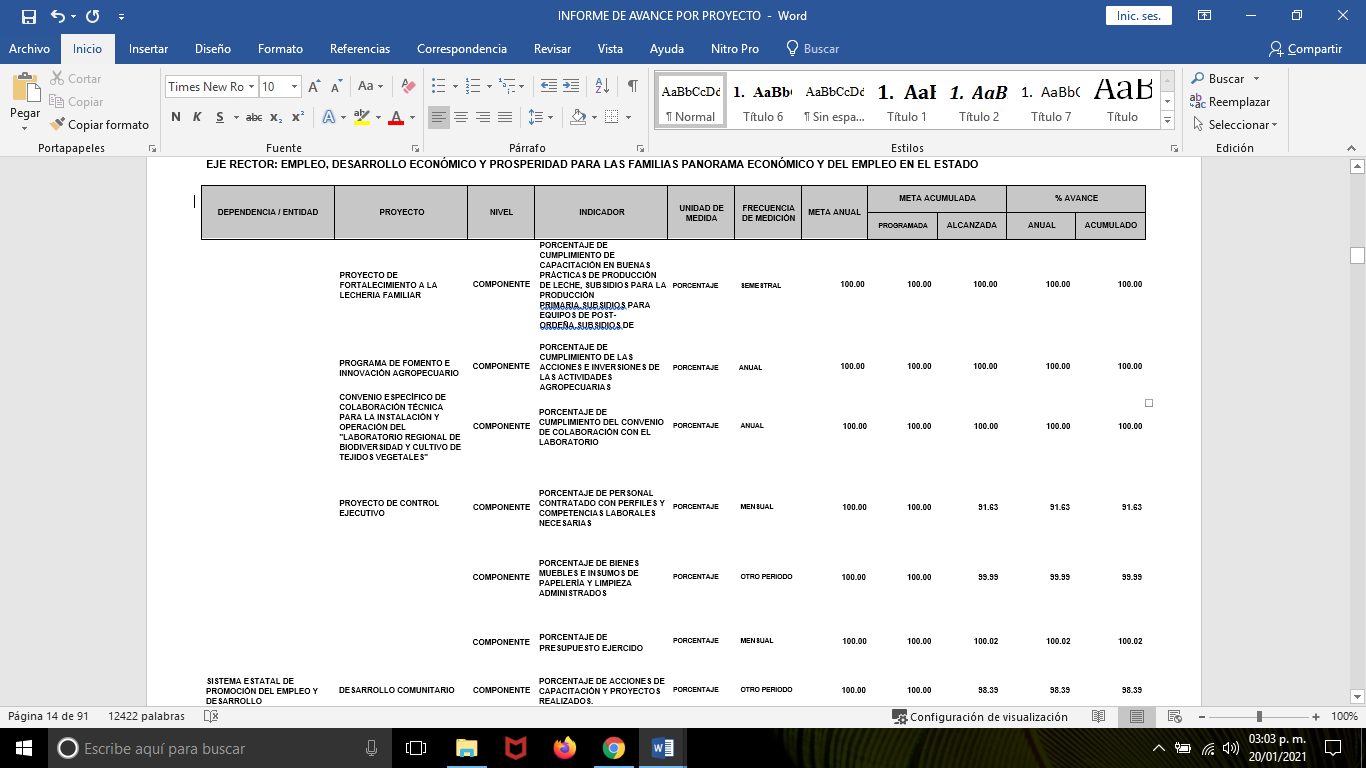 INFORME DE AVANCE POR PROYECTO - Word
Inic. ses.
Archivo Inicio Insertar Diseño Formato Referencias Correspondencia Revisar Vista Ayuda Nitro Pro Buscar Compartir
Pegar
Cortar
Copiar
Copiar formato
Portapapeles
Times New Ro 10
N K S abc x₂ x²
Fuente
Párrafo
AaBbCcDd
¶ Normal
1. AaBb(
Título 6
AaBbCcDd
¶ Sin espa...
1. AaB
Título 1
1. AaB
Título 2
1. AaBb(
Título 7
AaB
Título
Estilos
Buscar
Reemplazar
Seleccionar
Edición
EJE RECTOR: EMPLEO, DESARROLLO ECONÓMICO Y PROSPERIDAD PARA LAS FAMILIAS PANORAMA ECONÓMICO Y DEL EMPLEO EN EL ESTADO
DEPENDENCIA / ENTIDAD
PROYECTO
NIVEL
INDICADOR
UNIDAD DE
MEDIDA
FRECUENCIA
DE MEDICIÓN
META ANUAL
META ACUMULADA
PROGRAMADA
ALCANZADA
% AVANCE
ANUAL
ACUMULADO
PROYECTO DE
FORTALECIMIENTO A LA
LECHERIA FAMILIAR
COMPONENTE
PORCENTAJE DE
CUMPLIMIENTO DE
CAPACITACIÓN EN BUENAS
PRÁCTICAS DE PRODUCCIÓN
DE LECHE, SUBSIDIOS PARA LA
PRODUCCIÓN
PRIMARIA,SUBSIDIOS PARA
EQUIPOS DE POST-
ORDEÑA,SUBSIDIOS DE
PORCENTAJE
SEMESTRAL
100.00 100.00 100.00 100.00 100.00
PROGRAMA DE FOMENTO E
INNOVACIÓN AGROPECUARIO
COMPONENTE
PORCENTAJE DE
CUMPLIMIENTO DE LAS
ACCIONES E INVERSIONES DE
LAS ACTIVIDADES
AGROPECUARIAS
PORCENTAJE
ANUAL
100.00 100.00 100.00 100.00 100.00
CONVENIO ESPECÍFICO DE
COLABORACIÓN TÉCNICA
PARA LA INSTALACIÓN Y
OPERACIÓN DEL
"LABORATORIO REGIONAL DE
BIODIVERSIDAD Y CULTIVO DE
TEJIDOS VEGETALES"
COMPONENTE
PORCENTAJE DE
CUMPLIMIENTO DEL CONVENIO
DE COLABORACIÓN CON EL
LABORATORIO
PORCENTAJE
ANUAL
100.00 100.00 100.00 100.00 100.00
PROYECTO DE CONTROL
EJECUTIVO
COMPONENTE
PORCENTAJE DE PERSONAL
CONTRATADO CON PERFILES Y
COMPETENCIAS LABORALES
NECESARIAS
PORCENTAJE
MENSUAL
100.00 100.00 91.63 91.63 91.63
COMPONENTE
PORCENTAJE DE BIENES
MUEBLES E INSUMOS DE
PAPELERÍA Y LIMPIEZA
ADMINISTRADOS
PORCENTAJE
OTRO PERIODO
100.00 100.00 99.99 99.99 99.99
COMPONENTE
PORCENTAJE DE
PRESUPUESTO EJERCIDO
PORCENTAJE
MENSUAL
100.00 100.00 100.02 100.02 100.02
SISTEMA ESTATAL DE
PROMOCIÓN DEL EMPLEO Y
DESARROLLO
DESARROLLO COMUNITARIO
COMPONENTE
PORCENTAJE DE ACCIONES DE
CAPACITACIÓN Y PROYECTOS
REALIZADOS.
PORCENTAJE
OTRO PERIODO
100.00 100.00 98.39 98.39 98.39
Página 14 de 91 12422 palabras
Configuración de visualización
100%
Escribe aquí para buscar
03:03 p. m.
20/01/2021